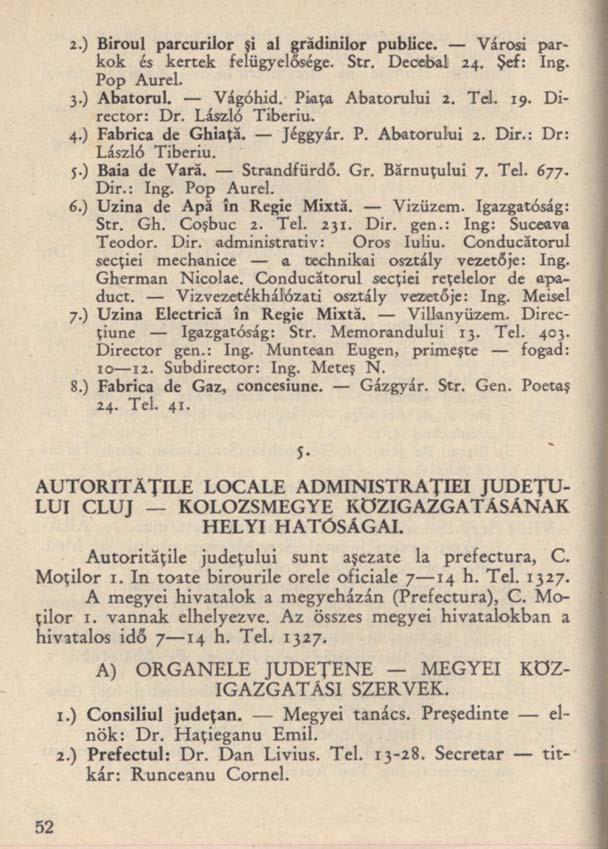 2.) Biroul parcurilor şi al grădinilor publice. — Városi par-
kok és kertek felügyelősége. Str. Decebal 24. Şef: Ing.
Pop Aurel.
3.) Abatorul. — Vágóhid. Piaţa Abatorului 2. Tel. 19. Di-
rector: Dr. László Tiberiu.
4.) Fabrica de Ghiaţă. — Jéggyár. P. Abatorului 2. Dir.: Dr:
László Tiberiu.
5.) Baia de Vară. — Strandfürdő. Gr. Bărnuţului 7. Tel. 677.
Dir.: Ing. Pop Aurel.
6.) Uzina de Apă în Regie Mixtă. — Vizüzem. Igazgatóság:
Str. Gh. Coşbuc 2. Tel. 231. Dir. gen.: Ing: Suceava
Teodor. Dir. administrativ: Oros Iuliu. Conducătorul
secţiei mechanice — a technikai osztály vezetője: Ing.
Gherman Nicolae. Conducătorul secţiei reţelelor de apa-
duct. — Vizvezetékhálózati osztály vezetője: Ing. Meisel
7.) Uzina Electrică în Regie Mixtă. — Villanyüzem. Direc-
ţiune — Igazgatóság: Str. Memorandului 13. Tel. 403.
Director gen.: Ing. Muntean Eugen, primeşte — fogad:
10—12. Subdirector: Ing. Meteş N.
8.) Fabrica de Gaz, concesiune. — Gázgyár. Str. Gen. Poetaş
24. Tel. 41.
5.
AUTORITĂŢILE LOCALE ADMINISTRAŢIEI JUDEŢU-
LUI CLUJ — KOLOZSMEGYE KÖZIGAZGATÁSÁNAK
HELYI HATÓSÁGAI.
Autorităţile judeţului sunt aşezate la prefectura, C.
Moţilor 1. In toate birourile orele oficiale 7—14 h. Tel. 1327.
A megyei hivatalok a megyeházán (Prefectura), C. Mo-
ţilor 1. vannak elhelyezve. Az összes megyei hivatalokban a
hivatalos idő 7—14 h. Tel. 1327.
A) ORGANELE JUDEŢENE — MEGYEI KÖZ-
IGAZGATÁSI SZERVEK.
1.) Consiliul judeţan. — Megyei tanács. Preşedinte — el-
nök: Dr. Haţieganu Emil.
2.) Prefectul: Dr. Dan Livius. Tel. 13-28. Secretar — tit-
kár: Runceanu Cornel.
52